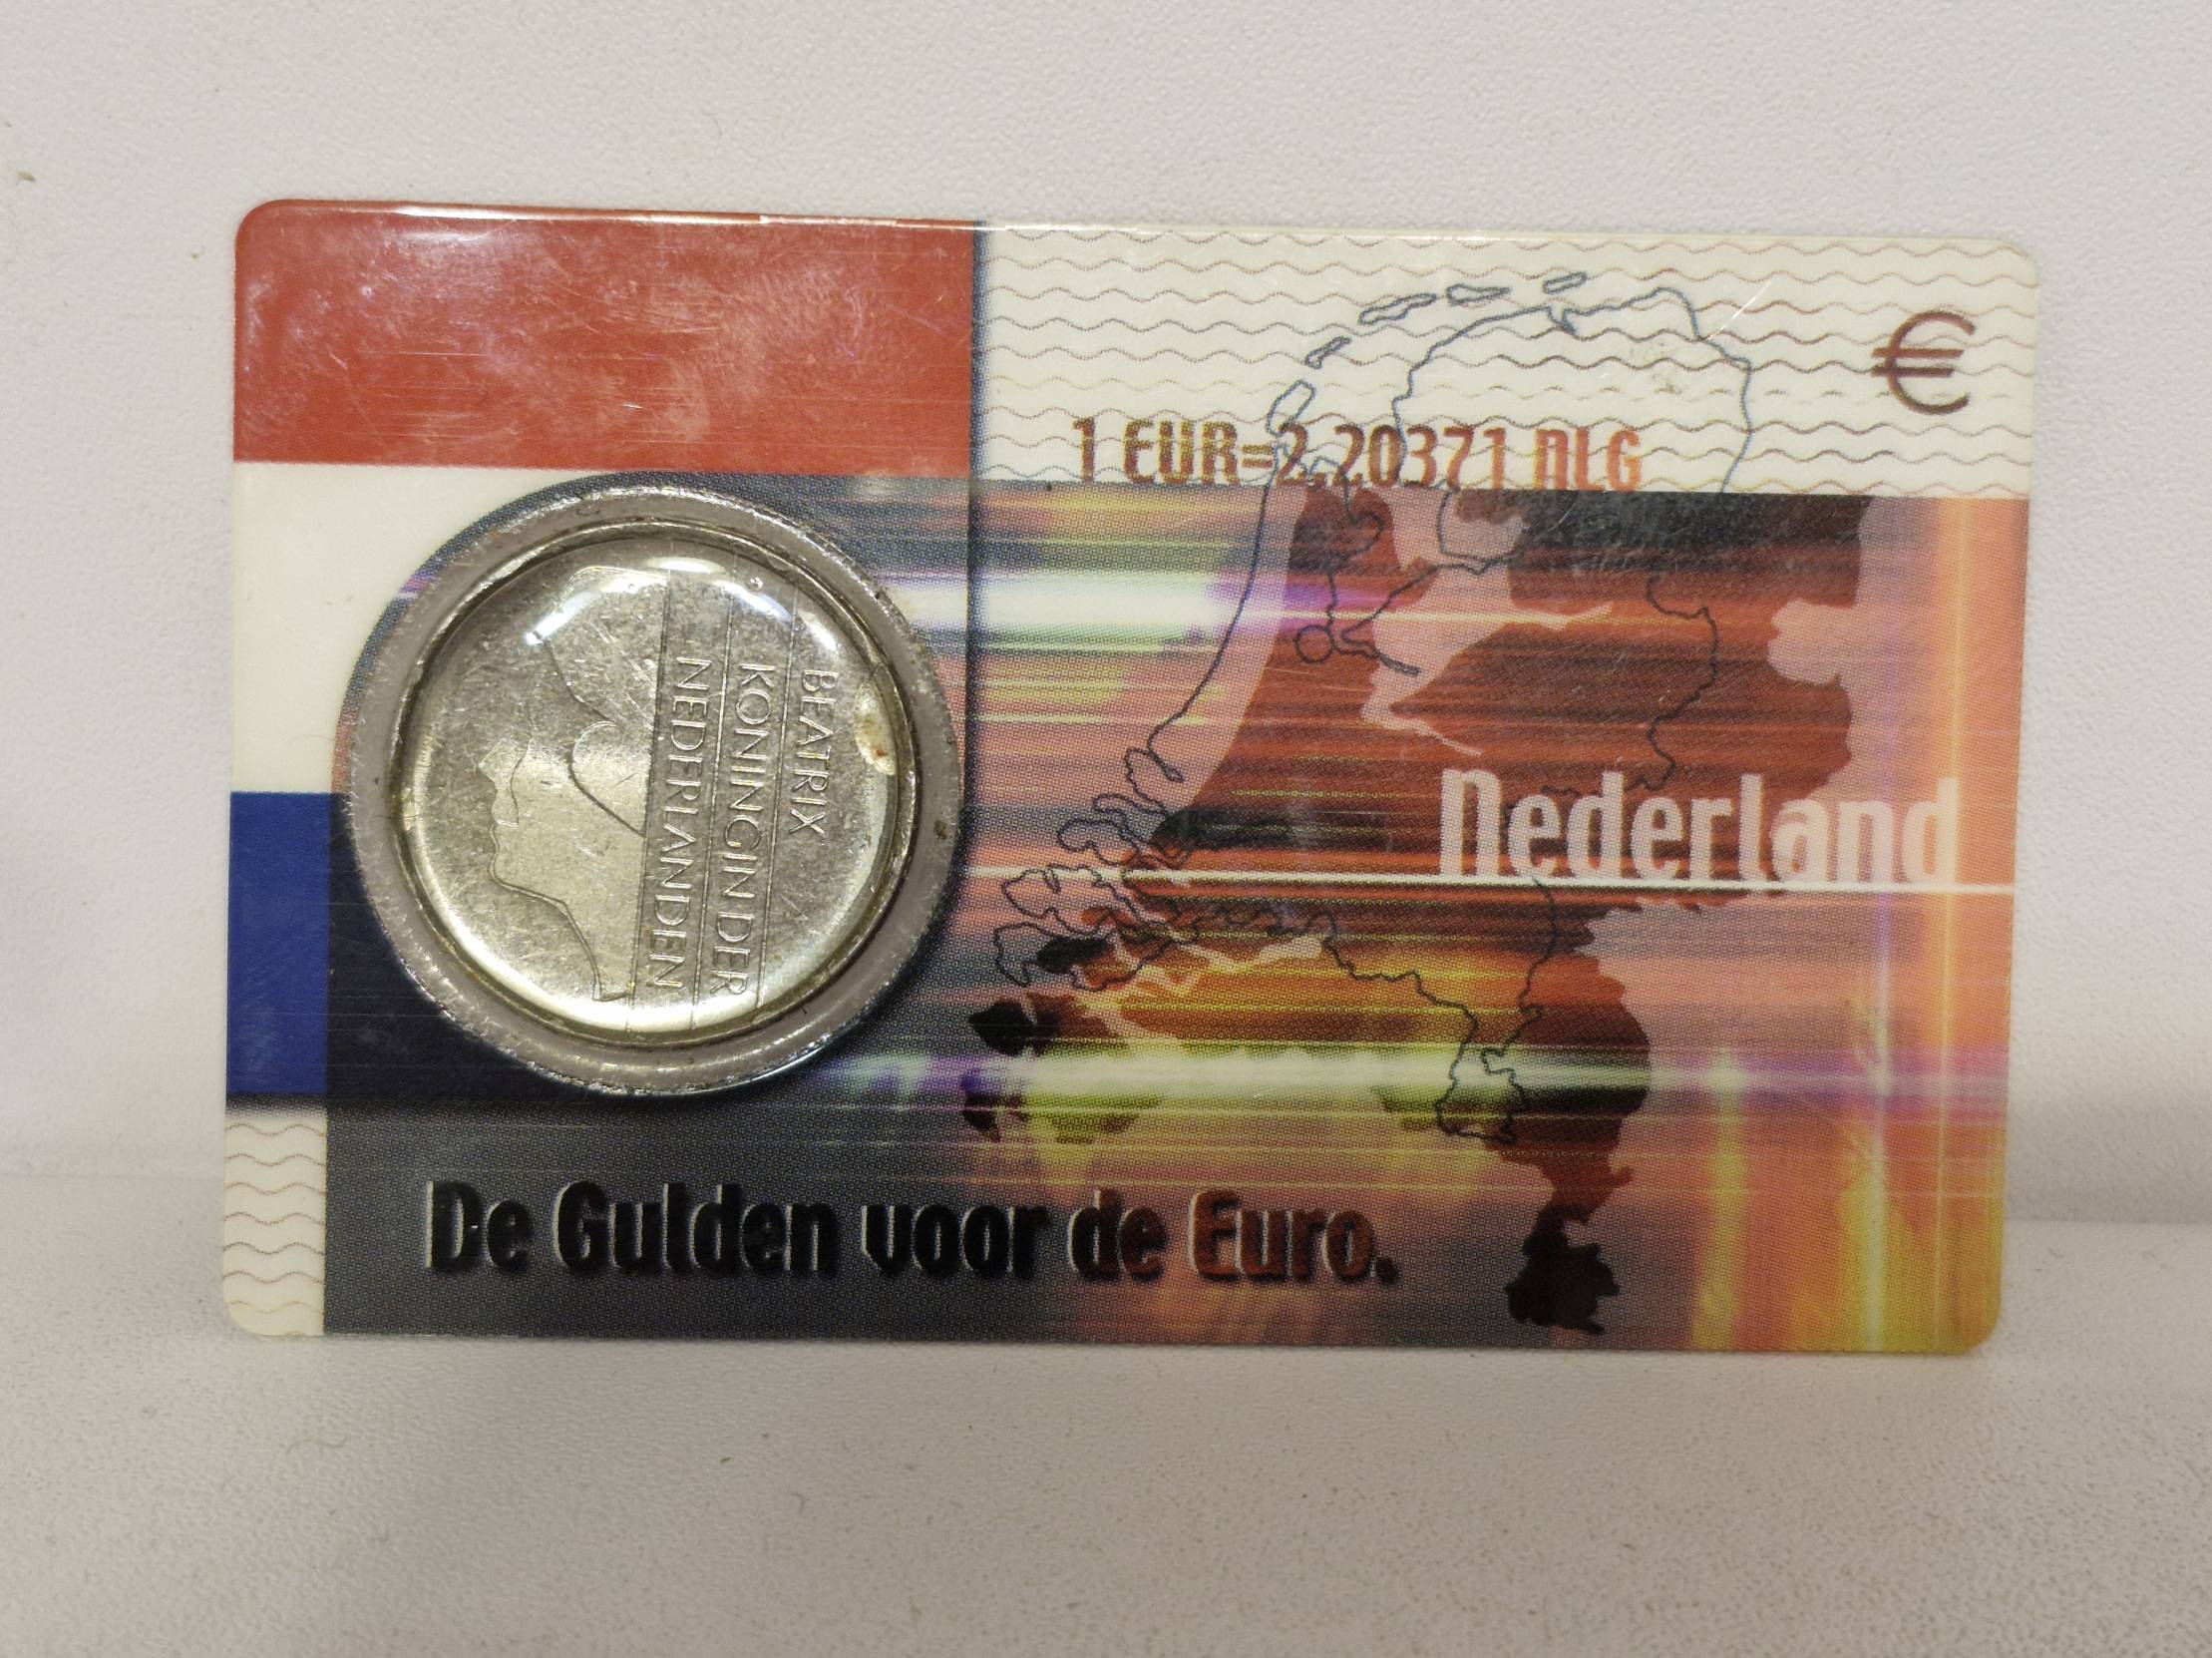 €
1 EUR=2,20371 NLG
BEATRIX
KONINGIN DER
NEDERLANDEN
Nederland
De Gulden voor de Euro.